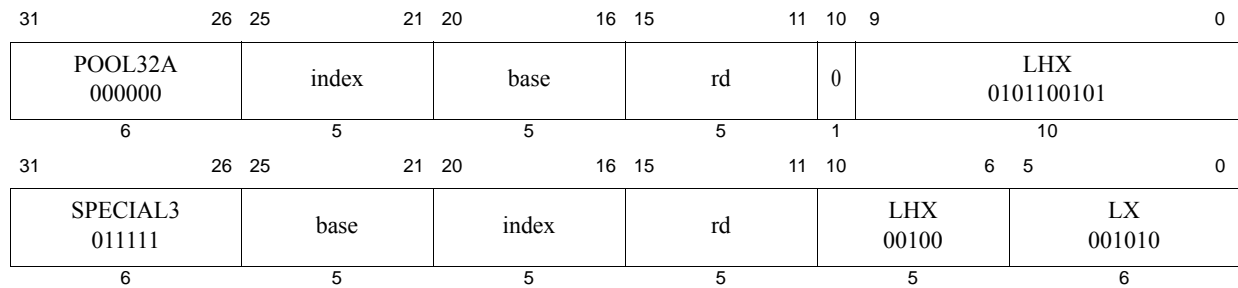 31 26 25 21 20 16 15 11 10 9 0
POOL32A index base rd 0 LHX
000000 0101100101
6 5 5 5 1 10
31 26 25 21 20 16 15 11 10 6 5 0
SPECIAL3 base index rd LHX LX
011111 00100 001010
6 5 5 5 5 6